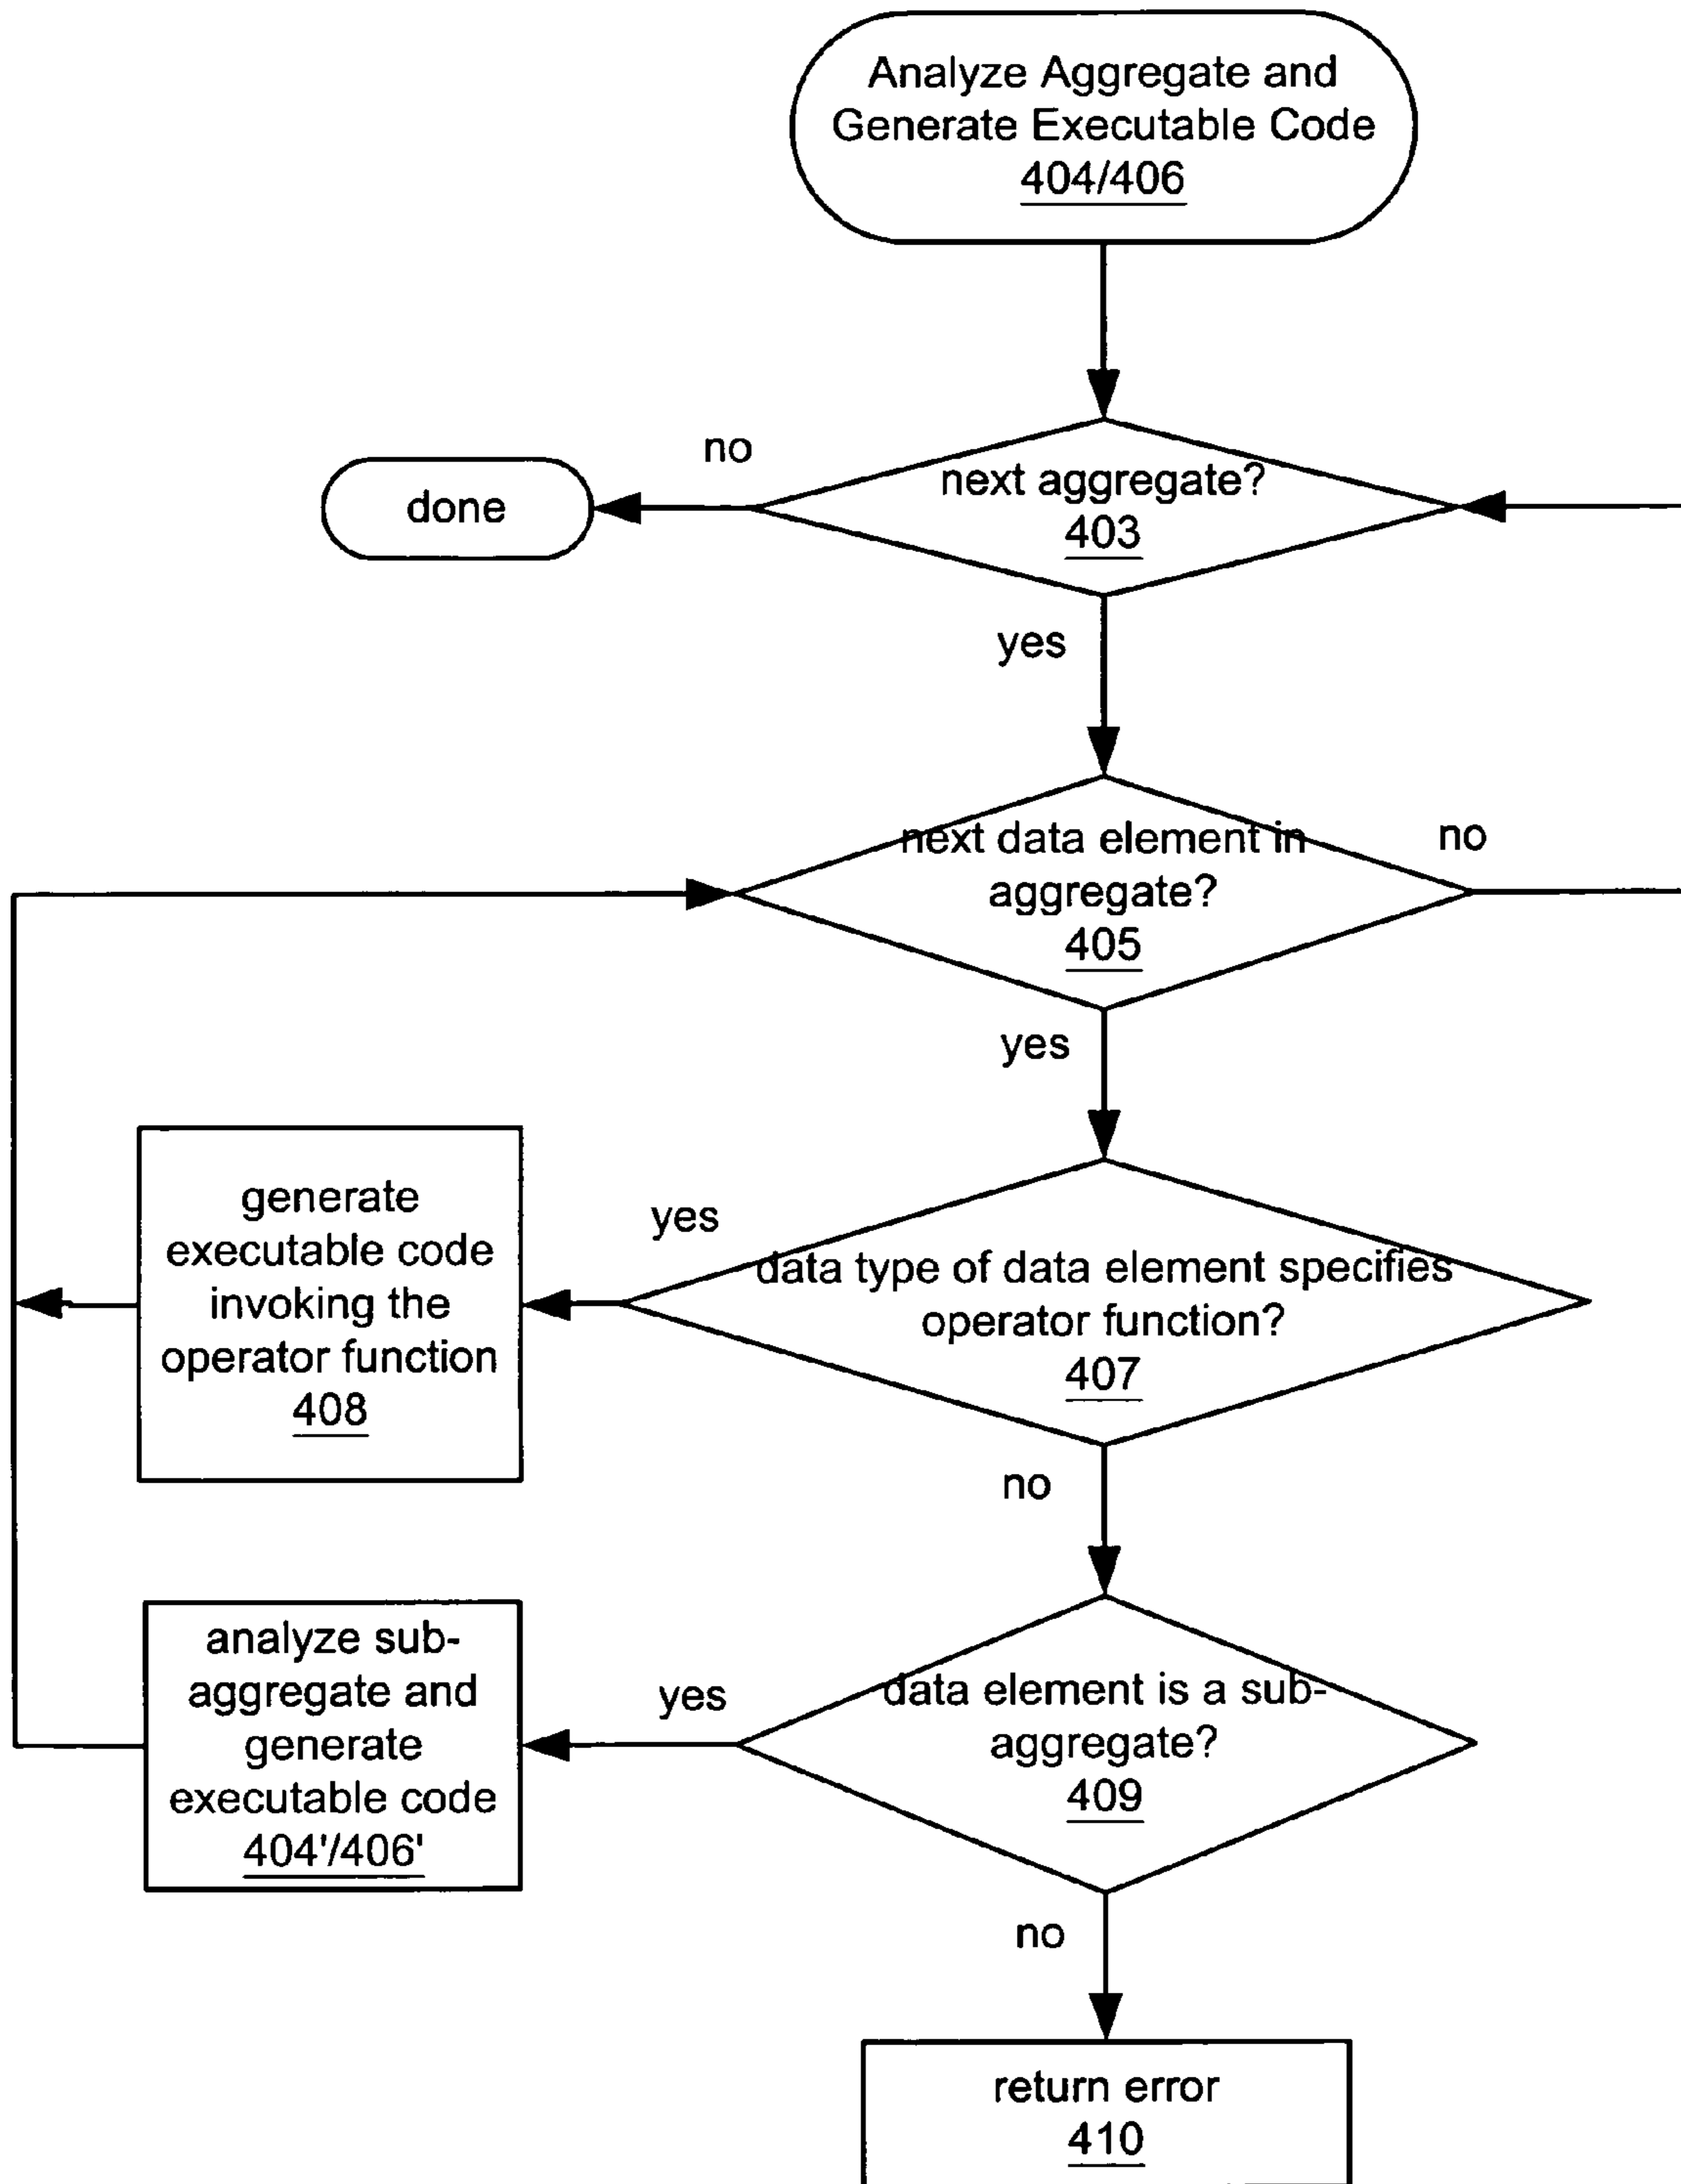 Analyze Aggregate and
Generate Executable Code
404/406
no
next aggregate?
403
done
yes
next data element in
aggregate?
405
no
yes
generate
executable code
invoking the
operator function
408
yes
data type of data element specifies
operator function?
407
no
analyze sub-
aggregate and
generate
executable code
404'/406'
yes
data element is a sub-
aggregate?
409
no
return error
410